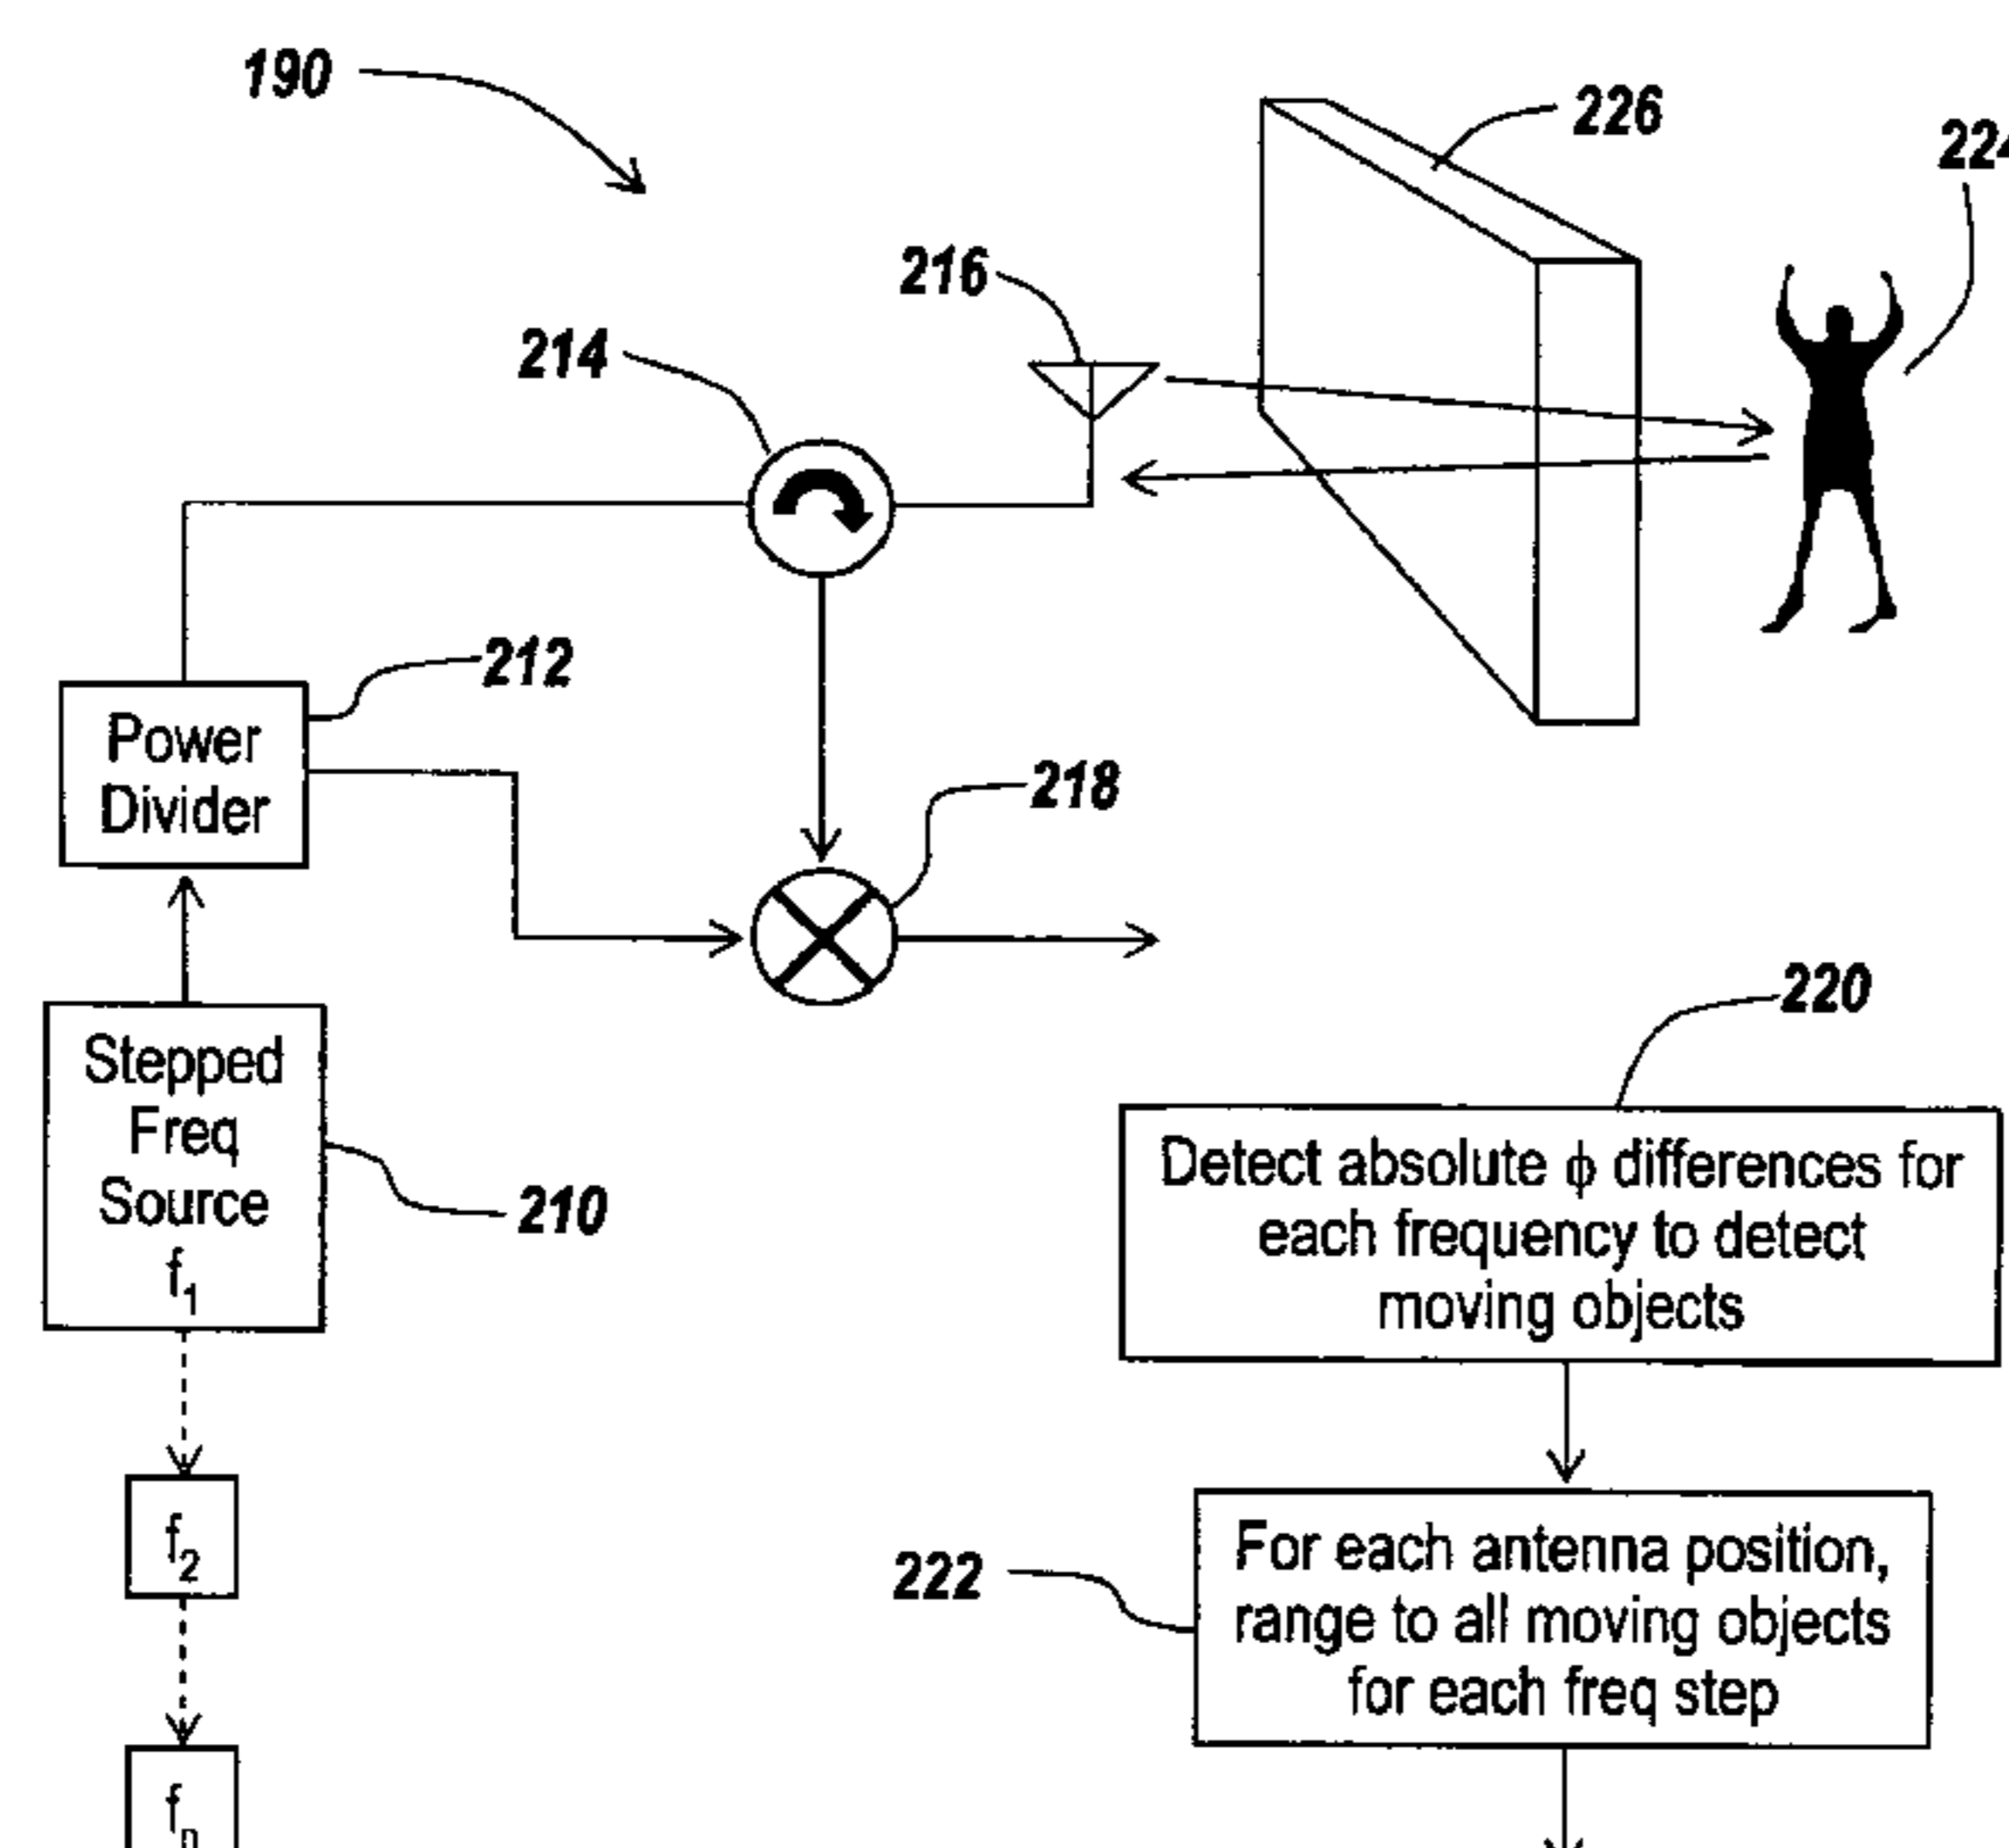 190
226
224
216
214
212
Power
Divider
218
220
Stepped
Freq
Source
f1
210
Detect absolute ϕ differences for
each frequency to detect
moving objects
f2
222
For each antenna position,
range to all moving objects
for each freq step
fn